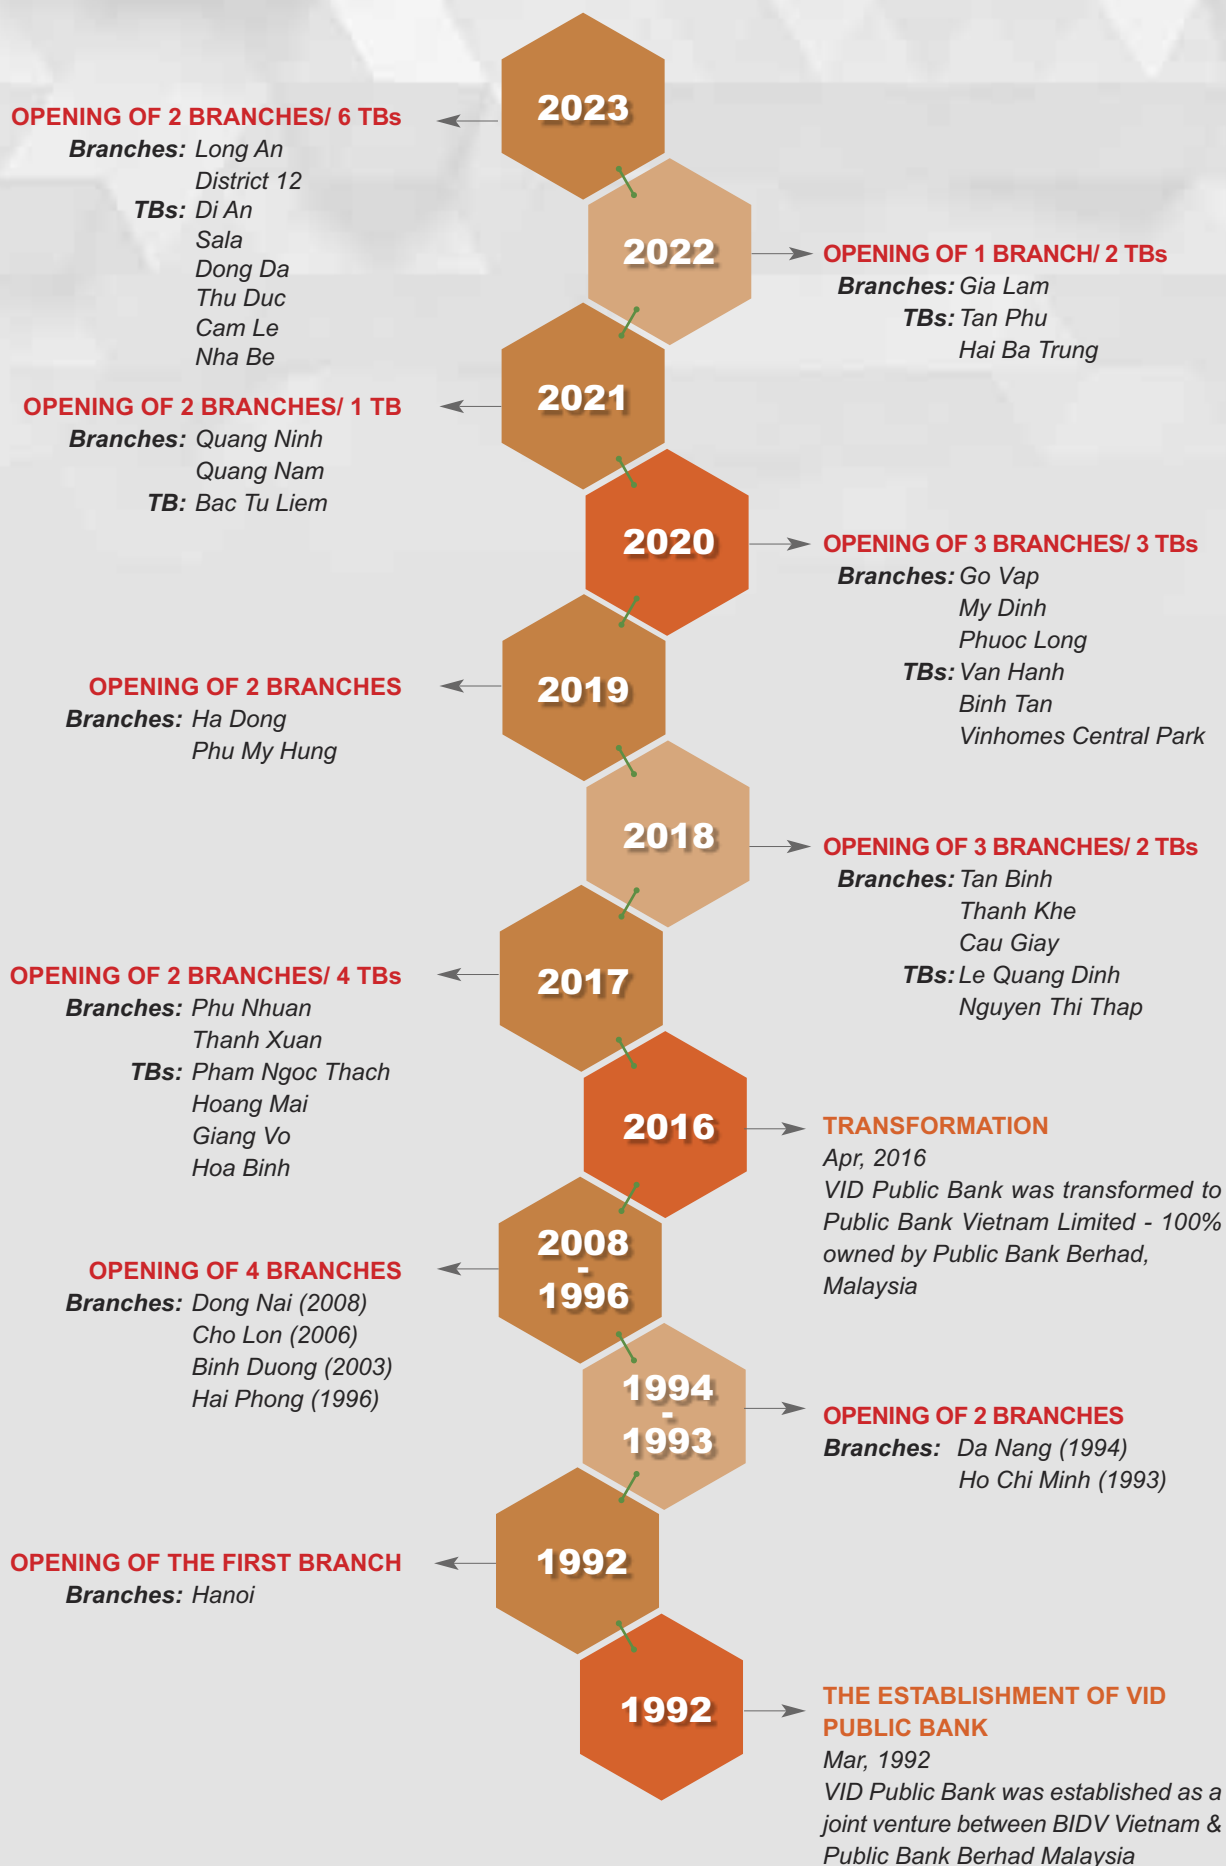 2023
OPENING OF 2 BRANCHES/ 6 TBs
Branches: Long An
District 12
TBs: Di An
Sala
Dong Da
Thu Duc
Cam Le
Nha Be
2022
OPENING OF 1 BRANCH/ 2 TBs
Branches: Gia Lam
TBs: Tan Phu
Hai Ba Trung
2021
OPENING OF 2 BRANCHES/ 1 TB
Branches: Quang Ninh
Quang Nam
TB: Bac Tu Liem
2020
OPENING OF 3 BRANCHES/ 3 TBs
Branches: Go Vap
My Dinh
Phuoc Long
TBs: Van Hanh
Binh Tan
Vinhomes Central Park
2019
OPENING OF 2 BRANCHES
Branches: Ha Dong
Phu My Hung
2018
OPENING OF 3 BRANCHES/ 2 TBs
Branches: Tan Binh
Thanh Khe
Cau Giay
TBs: Le Quang Dinh
Nguyen Thi Thap
2017
OPENING OF 2 BRANCHES/ 4 TBs
Branches: Phu Nhuan
Thanh Xuan
TBs: Pham Ngoc Thach
Hoang Mai
Giang Vo
Hoa Binh
2016
TRANSFORMATION
Apr, 2016
VID Public Bank was transformed to
Public Bank Vietnam Limited - 100%
owned by Public Bank Berhad,
Malaysia
2008
-
1996
OPENING OF 4 BRANCHES
Branches: Dong Nai (2008)
Cho Lon (2006)
Binh Duong (2003)
Hai Phong (1996)
1994
-
1993
OPENING OF 2 BRANCHES
Branches: Da Nang (1994)
Ho Chi Minh (1993)
1992
OPENING OF THE FIRST BRANCH
Branches: Hanoi
1992
THE ESTABLISHMENT OF VID
PUBLIC BANK
Mar, 1992
VID Public Bank was established as a
joint venture between BIDV Vietnam &
Public Bank Berhad Malaysia